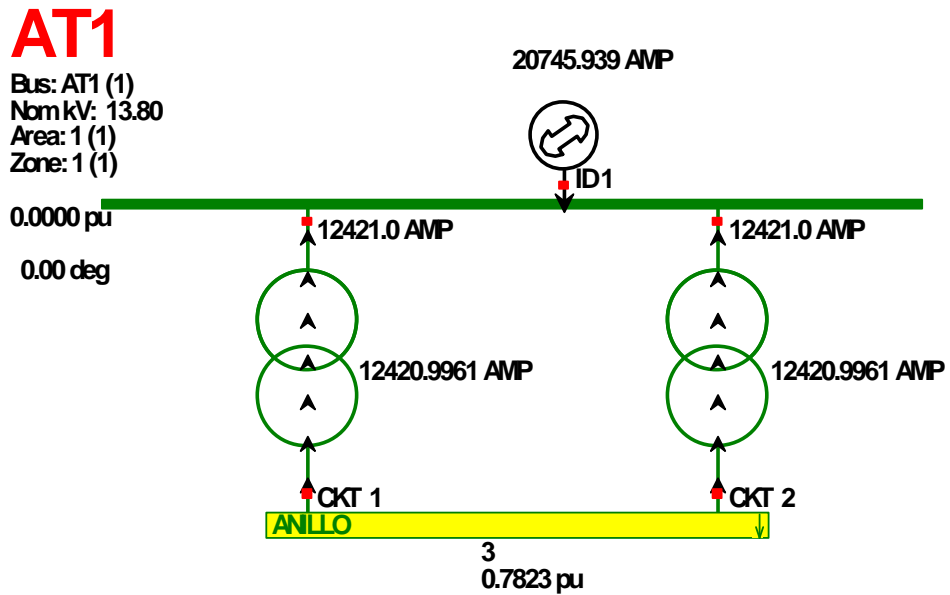 AT1
Bus: AT1 (1)
Nom kV: 13.80
Area: 1 (1)
Zone: 1 (1)
20745.939 AMP
ID1
0.0000 pu
0.00 deg
12421.0 AMP
12421.0 AMP
12420.9961 AMP
12420.9961 AMP
CKT 1
CKT 2
ANILLO
3
0.7823 pu